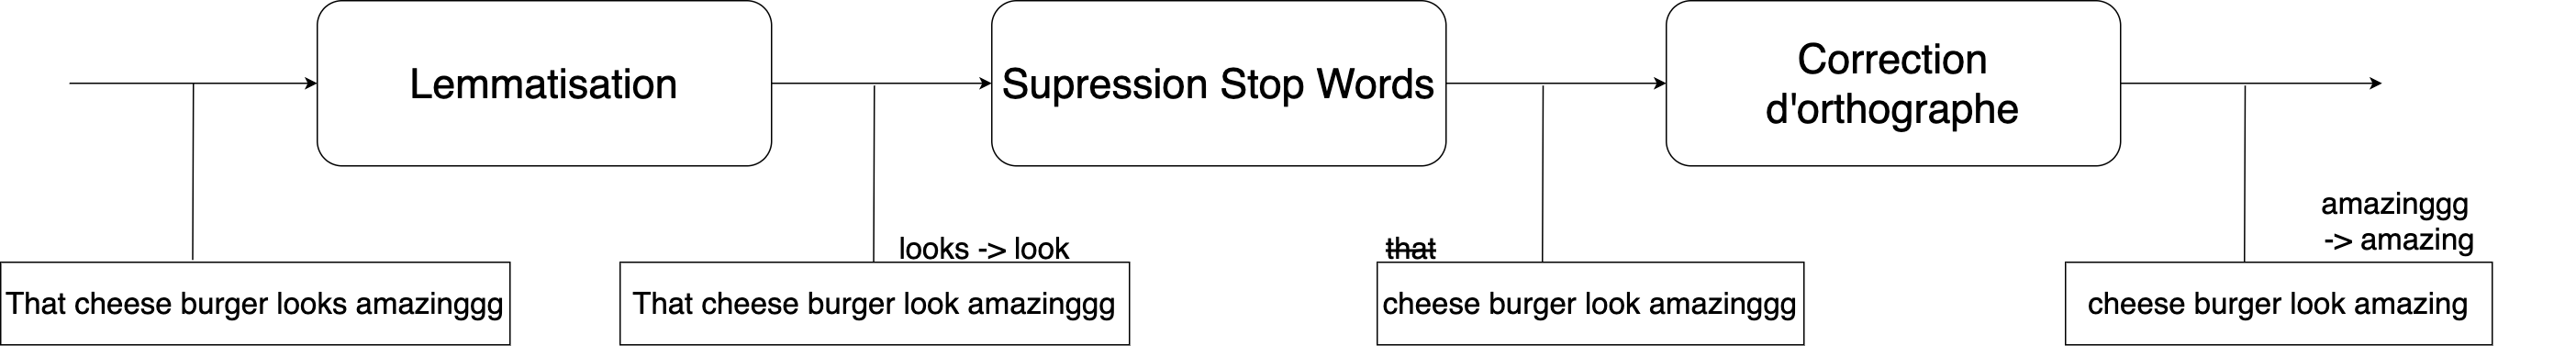 Lemmatisation
Supression Stop Words
Correction
d'orthographe
That cheese burger looks amazinggg
looks -> look
That cheese burger look amazinggg
that
cheese burger look amazinggg
amazinggg
-> amazing
cheese burger look amazing